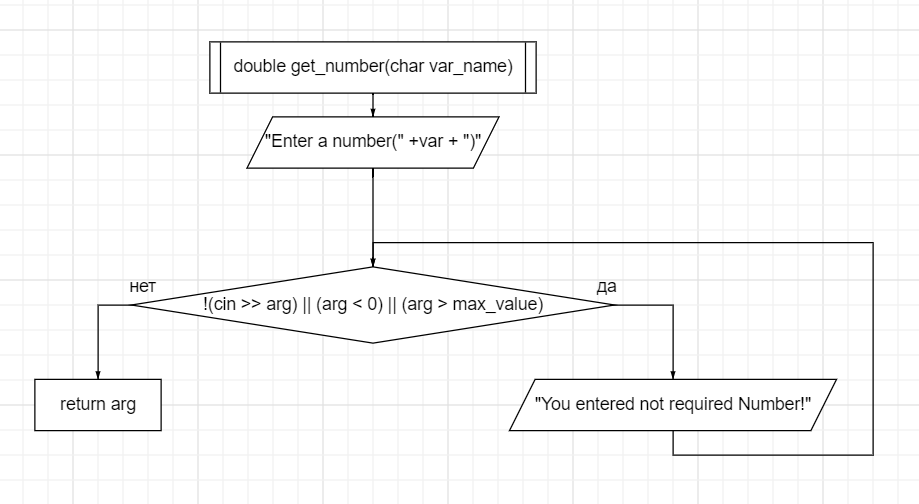 double get_number(char var_name)
"Enter a number(" +var + ")"
нет
да
!(cin >> arg) || (arg < 0) || (arg > max_value)
return arg
"You entered not required Number!"